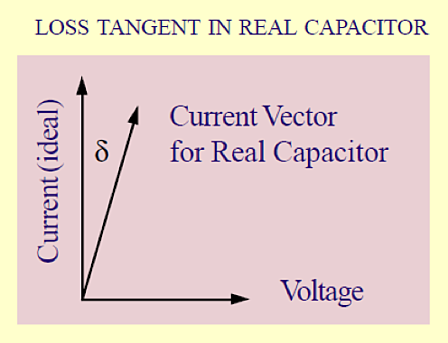 LOSS TANGENT IN REAL CAPACITOR
Current (ideal)
δ
Current Vector
for Real Capacitor
Voltage